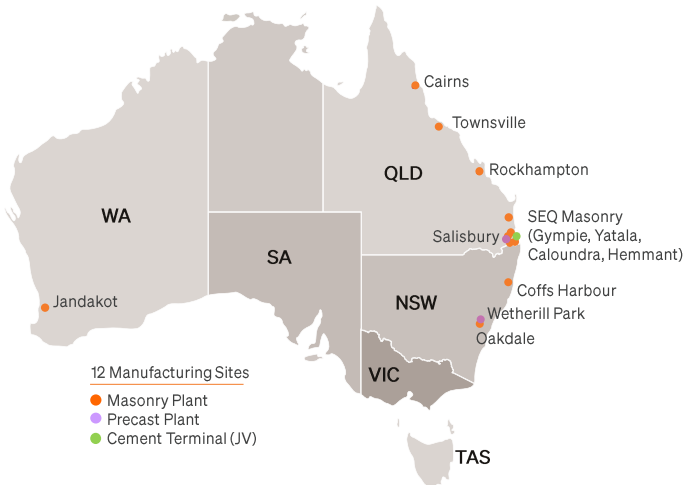 Cairns
Townsville
QLD
Rockhampton
WA
SEQ Masonry
Salisbury
(Gympie, Yatala,
Caloundra, Hemmant)
SA
Coffs Harbour
Jandakot
NSW
Wetherill Park
Oakdale
12 Manufacturing Sites
VIC
Masonry Plant
Precast Plant
Cement Terminal (JV)
TAS